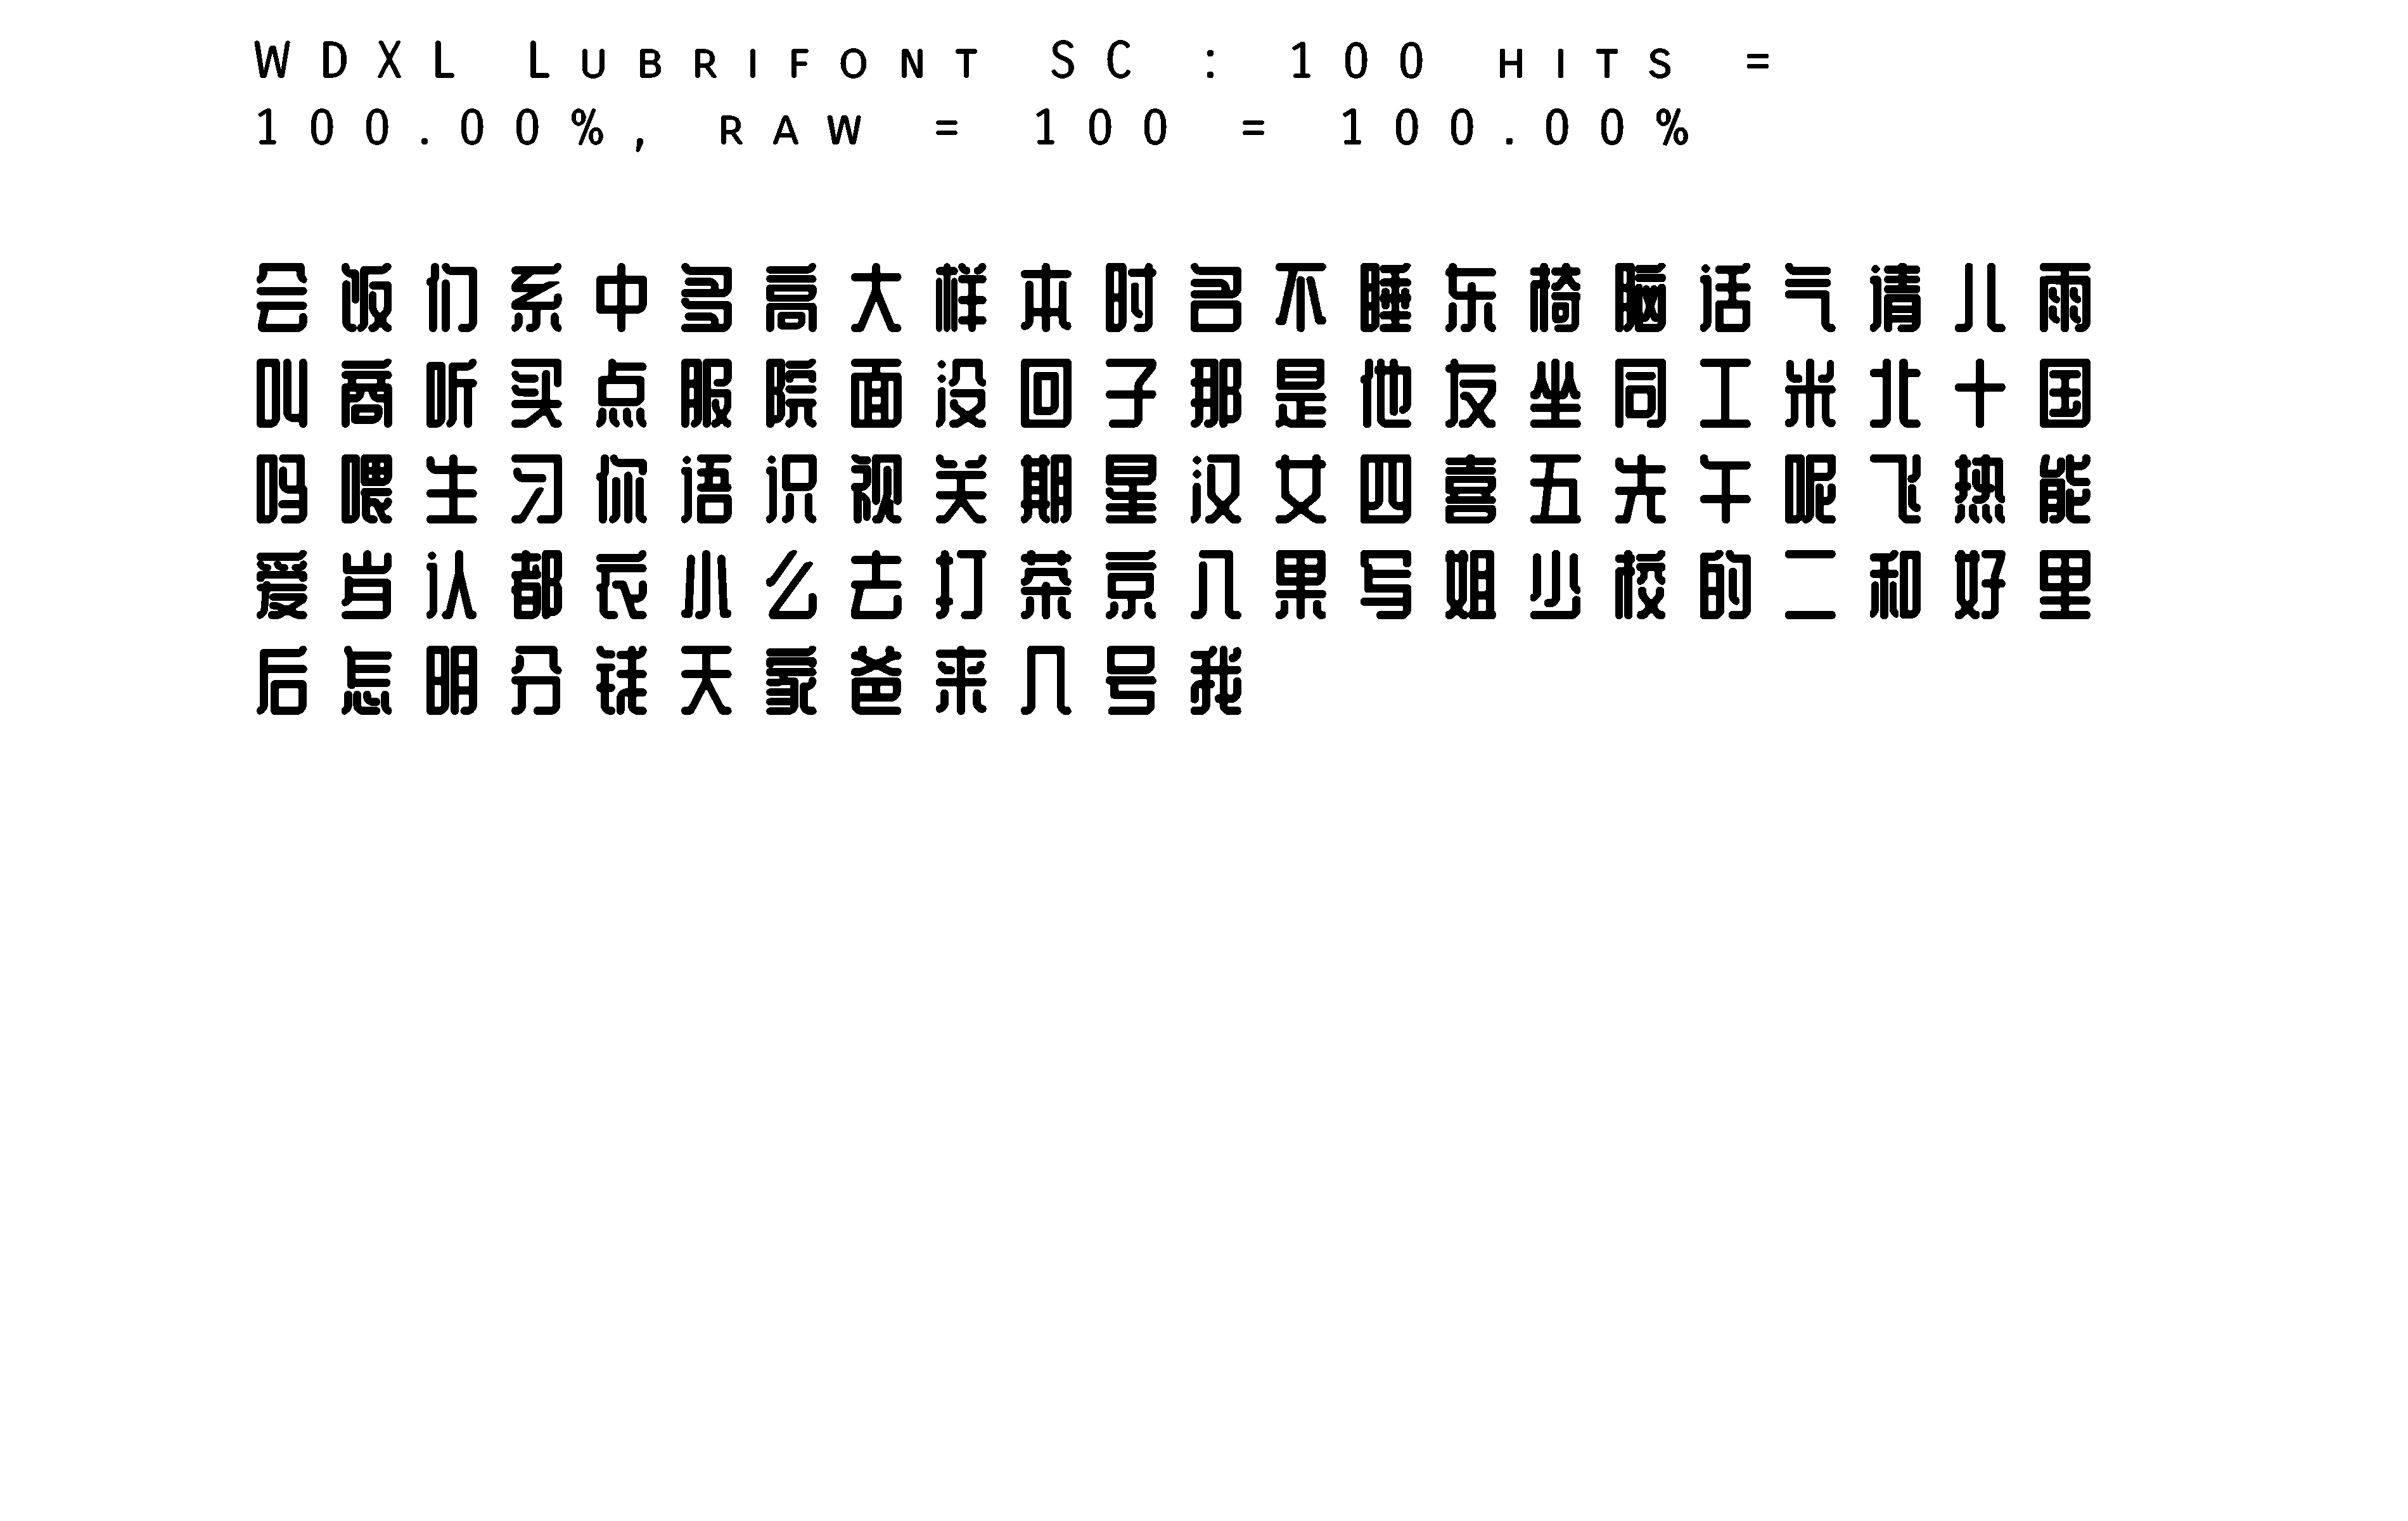 WDXL Lubrifont SC : 100 hits =
100.00%, raw = 100 = 100.00%
会饭们系中多高大样本时名不睡东椅脑话气请儿雨
叫商听买点服院面没回子那是他友坐同工米北十国
吗喂生习你语识视关期星汉女四喜五先午呢飞热能
爱岁认都衣小么去打茶京八果写姐少校的二和好里
后怎明分钱天家爸来几号我